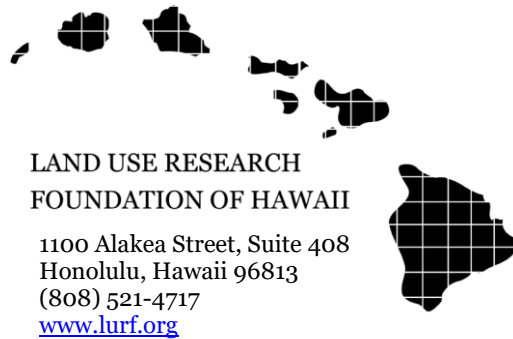 LAND USE RESEARCH
FOUNDATION OF HAWAII
1100 Alakea Street, Suite 408
Honolulu, Hawaii 96813
(808) 521-4717
www.lurf.org